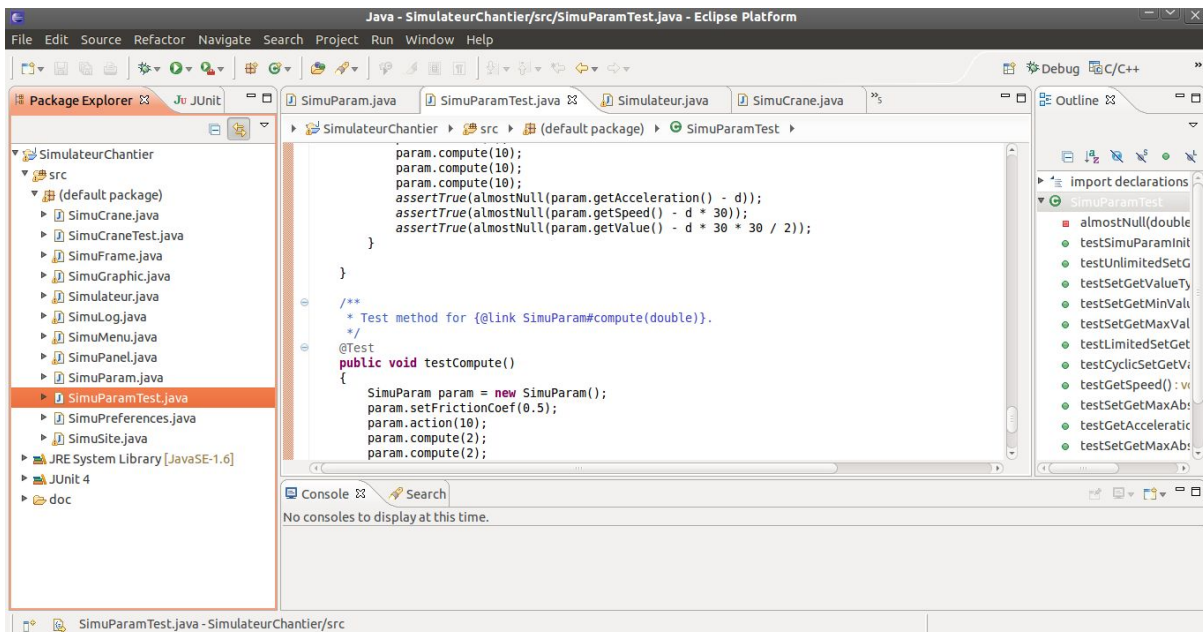 Java - SimulateurChantier/src/SimuParamTest.java - Eclipse Platform
File Edit Source Refactor Navigate Search Project Run Window Help
Debug C/C++ »
Package Explorer JUnit
SimuParam.java SimuParamTest.java Simulateur.java SimuCrane.java »5
Outline
SimulateurChantier src (default package) SimuParamTest
SimulateurChantier
src
(default package)
SimuCrane.java
SimuCraneTest.java
SimuFrame.java
SimuGraphic.java
Simulateur.java
SimuLog.java
SimuMenu.java
SimuPanel.java
SimuParam.java
SimuParamTest.java
SimuPreferences.java
SimuSite.java
JRE System Library [JavaSE-1.6]
JUnit 4
doc
param.compute(10);
param.compute(10);
param.compute(10);
assertTrue(almostNull(param.getAcceleration() - d));
assertTrue(almostNull(param.getSpeed() - d * 30));
assertTrue(almostNull(param.getValue() - d * 30 * 30 / 2));
}
}
/**
* Test method for {@link SimuParam#compute(double)}.
*/
@Test
public void testCompute()
{
SimuParam param = new SimuParam();
param.setFrictionCoef(0.5);
param.action(10);
param.compute(2);
param.compute(2);
import declarations
SimuParamTest
almostNull(double
testSimuParamInit
testUnlimitedSetG
testSetGetValueTy
testSetGetMinValu
testSetGetMaxVal
testLimitedSetGet
testCyclicSetGetVa
testGetSpeed() : vo
testSetGetMaxAbs
testGetAcceleratic
testSetGetMaxAbs
Console Search
No consoles to display at this time.
SimuParamTest.java - SimulateurChantier/src